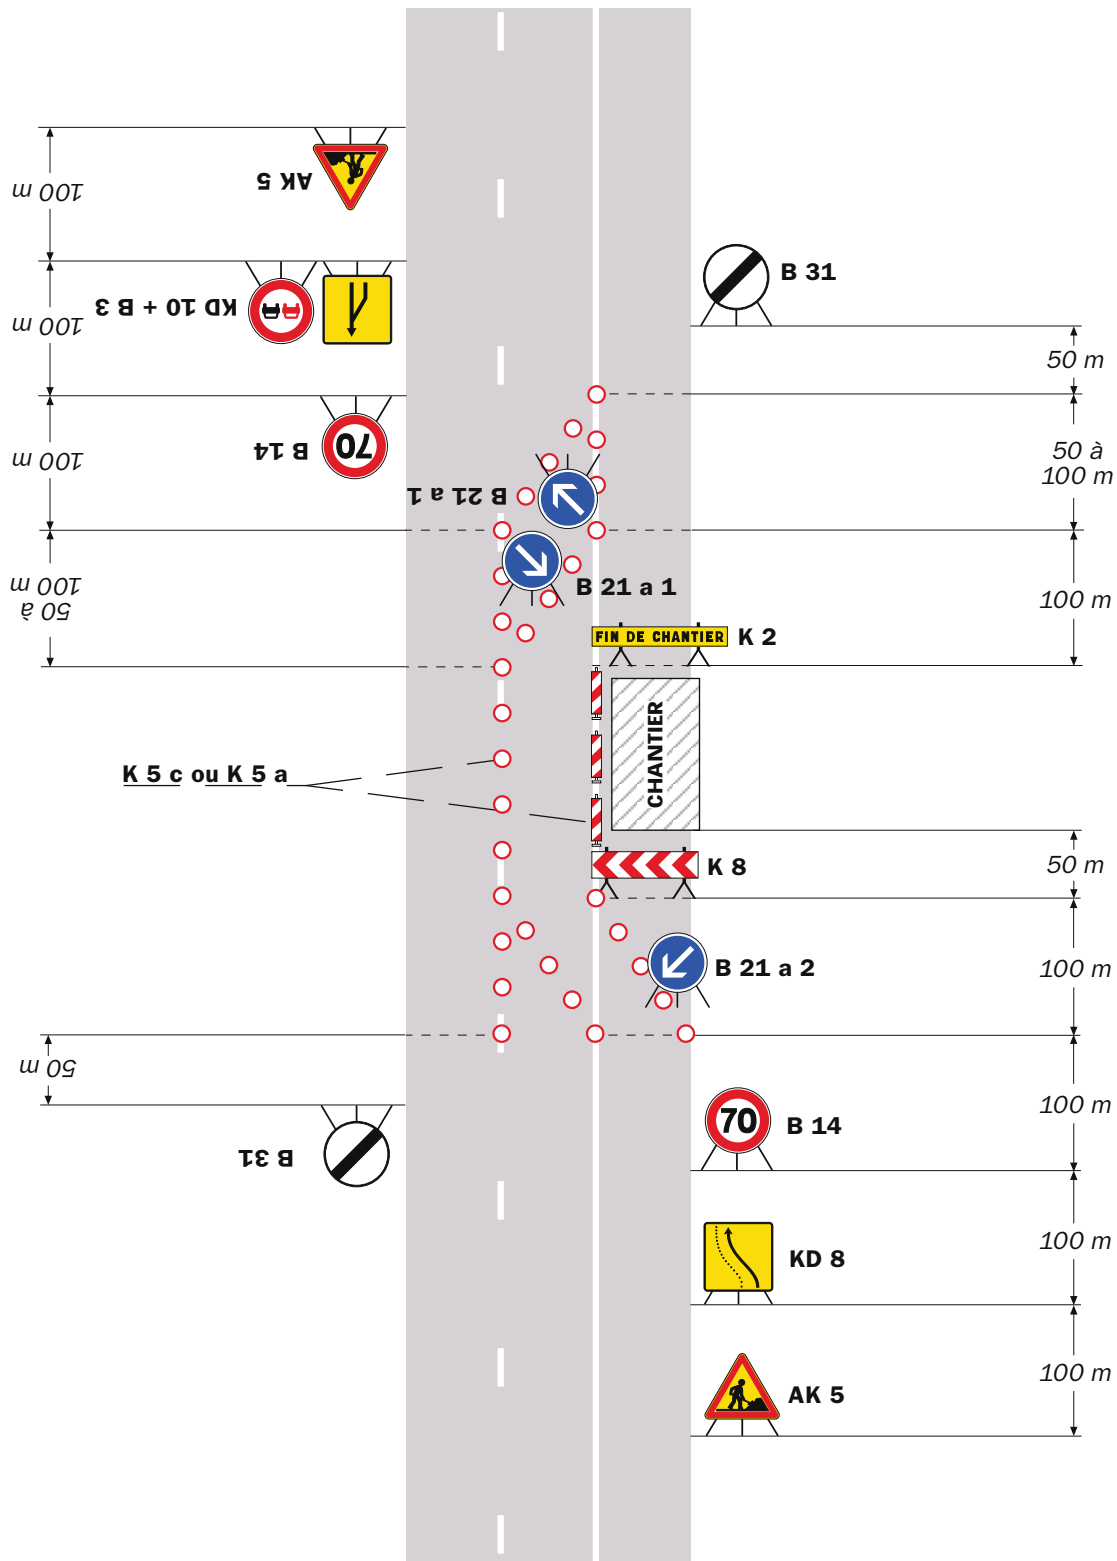 AK 5
100 m
KD 10 + B 3
100 m
B 14
70
100 m
B 21 a 1
50 à
100 m
B 31
50 m
B 31
50 m
50 à
100 m
B 21 a 1
100 m
FIN DE CHANTIER
K 2
CHANTIER
K 5 c ou K 5 a
K 8
50 m
B 21 a 2
100 m
70
B 14
100 m
KD 8
100 m
AK 5
100 m